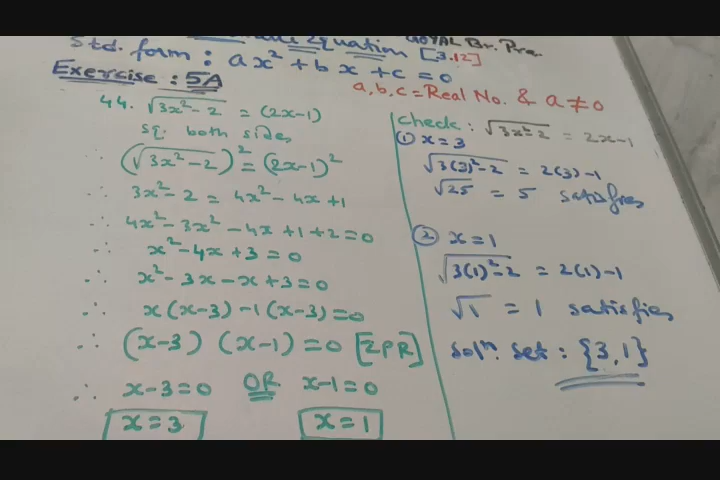 Equation GOYAL Br. Pra.
Std. form : ax² + bx + c = 0 [3.12]
Exercise : 5A
a, b, c = Real No. & a ≠ 0
44. √3x²-2 = (2x-1)
sq. both sides
∴ (√3x²-2)² = (2x-1)²
∴ 3x²-2 = 4x²-4x+1
∴ 4x²-3x²-4x+1+2=0
∴ x²-4x+3=0
∴ x²-3x-x+3=0
∴ x(x-3)-1(x-3)=0
∴ (x-3) (x-1)=0 [ZPR]
∴ x-3=0 OR x-1=0
x=3 x=1
check : √3x²-2 = 2x-1
① x=3
√3(3)²-2 = 2(3)-1
√25 = 5 satisfies
② x=1
√3(1)²-2 = 2(1)-1
√1 = 1 satisfies
Solⁿ. set : {3,1}